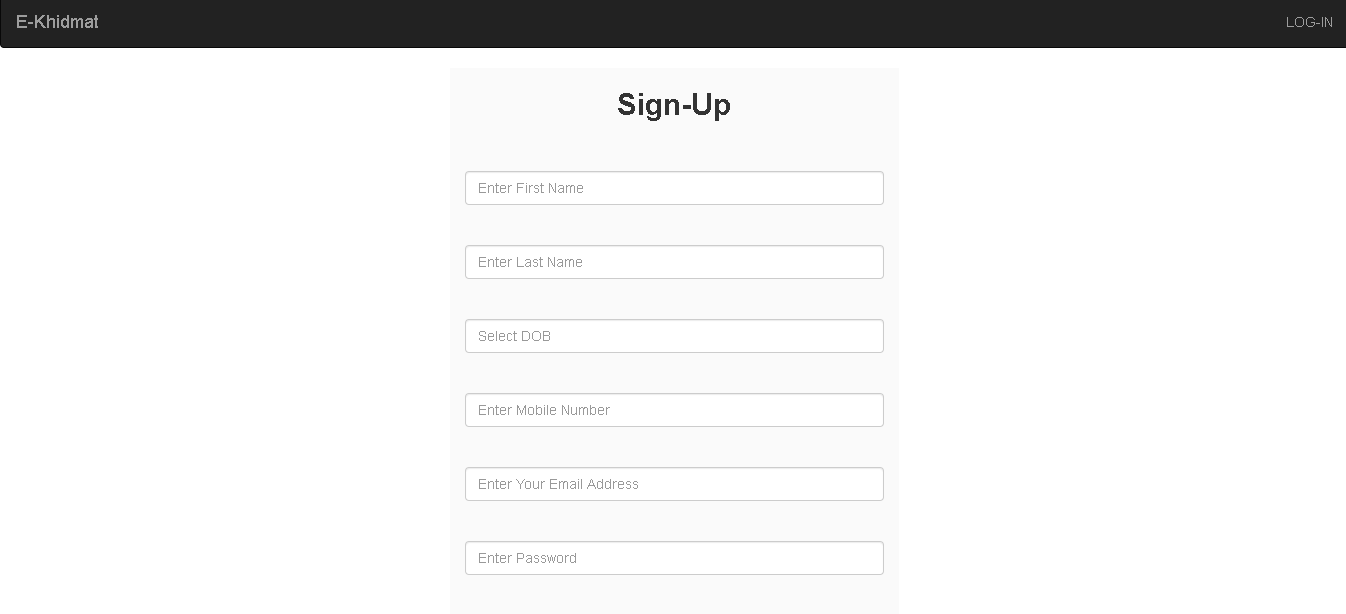 E-Khidmat
LOG-IN
Sign-Up
Enter First Name
Enter Last Name
Select DOB
Enter Mobile Number
Enter Your Email Address
Enter Password